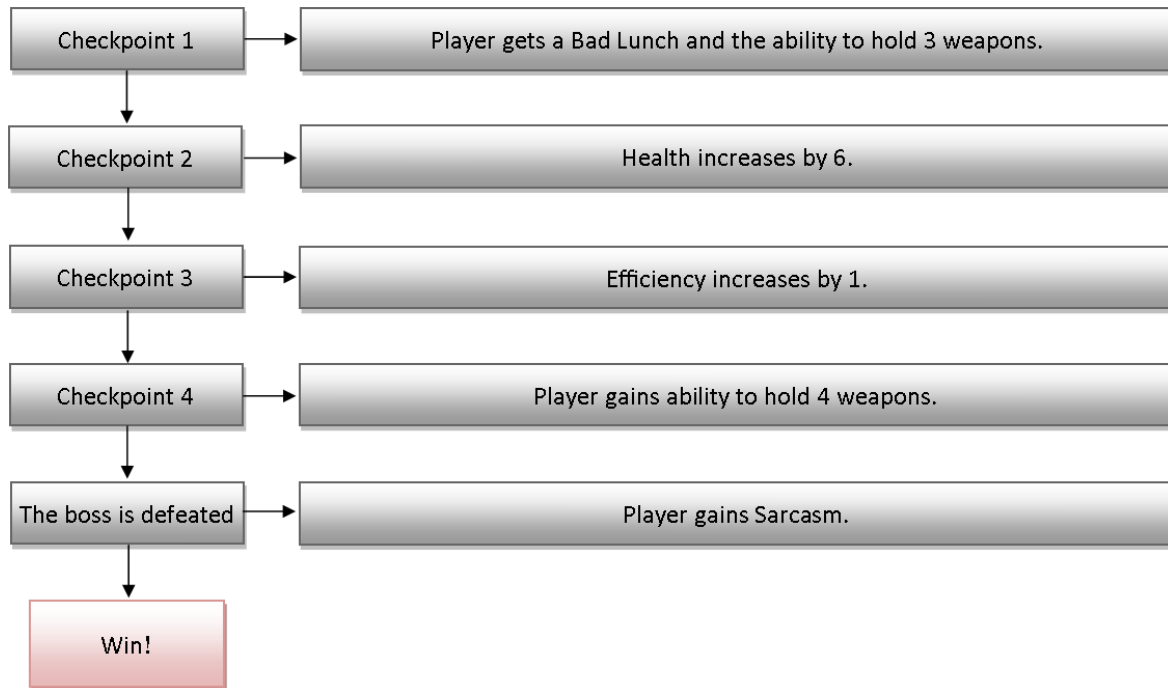 Checkpoint 1
Player gets a Bad Lunch and the ability to hold 3 weapons.
Checkpoint 2
Health increases by 6.
Checkpoint 3
Efficiency increases by 1.
Checkpoint 4
Player gains ability to hold 4 weapons.
The boss is defeated
Player gains Sarcasm.
Win!